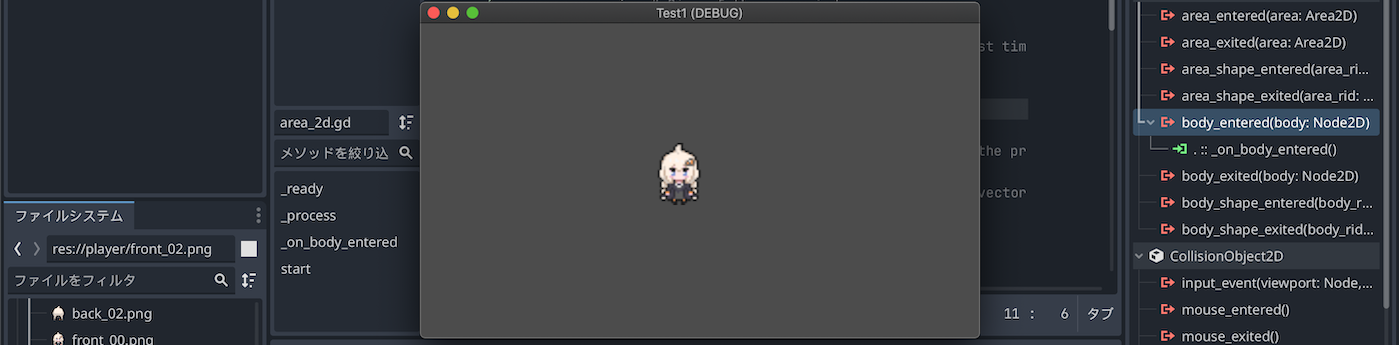 Test1 (DEBUG)
st tim
the pr
vector
11 : 6 タブ
area_2d.gd
メソッドを絞り込
_ready
_process
_on_body_entered
start
ファイルシステム
res://player/front_02.png
ファイルをフィルタ
back_02.png
front_00.png
area_entered(area: Area2D)
area_exited(area: Area2D)
area_shape_entered(area_ri...
area_shape_exited(area_rid: ...
body_entered(body: Node2D)
. :: _on_body_entered()
body_exited(body: Node2D)
body_shape_entered(body_r...
body_shape_exited(body_rid...
CollisionObject2D
input_event(viewport: Node,...
mouse_entered()
mouse_exited()